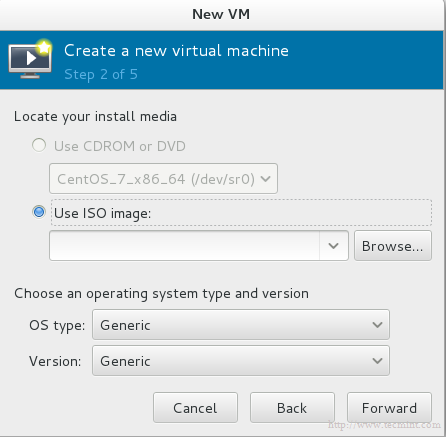 New VM
Create a new virtual machine
Step 2 of 5
Locate your install media
Use CDROM or DVD
CentOS_7_x86_64 (/dev/sr0)
Use ISO image:
Browse...
Choose an operating system type and version
OS type: Generic
Version: Generic
Cancel Back Forward
http://www.tecmint.com